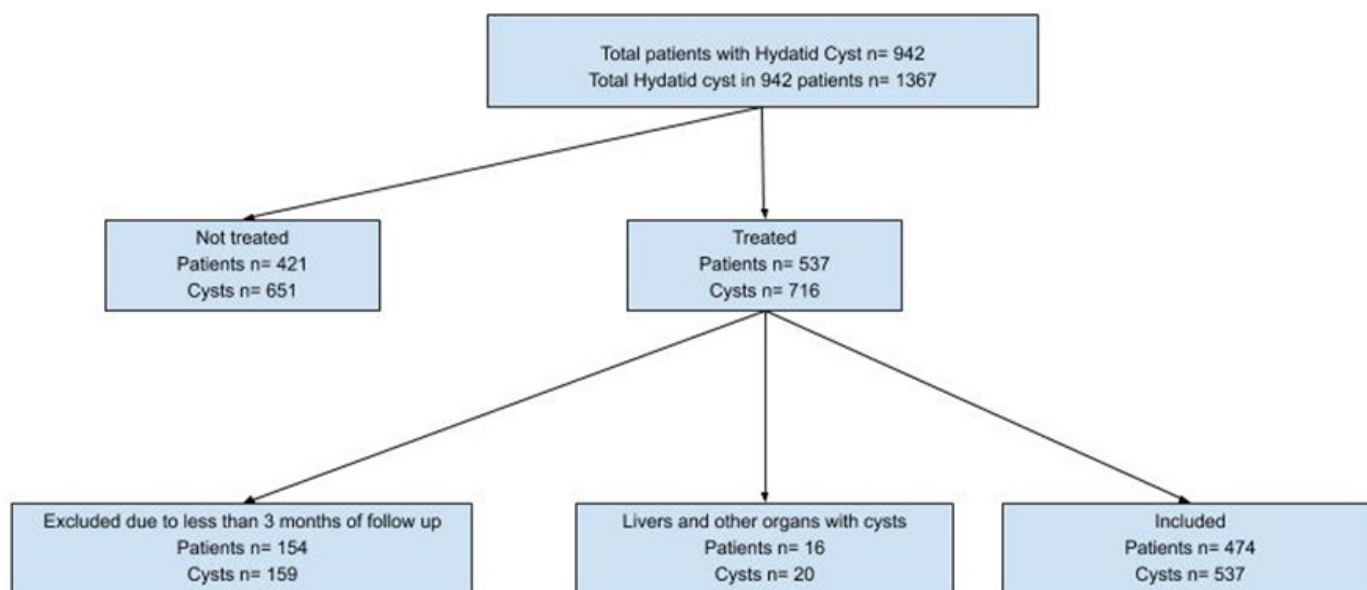 Total patients with Hydatid Cyst n= 942
Total Hydatid cyst in 942 patients n= 1367
Not treated
Patients n= 421
Cysts n= 651
Treated
Patients n= 537
Cysts n= 716
Excluded due to less than 3 months of follow up
Patients n= 154
Cysts n= 159
Livers and other organs with cysts
Patients n= 16
Cysts n= 20
Included
Patients n= 474
Cysts n= 537